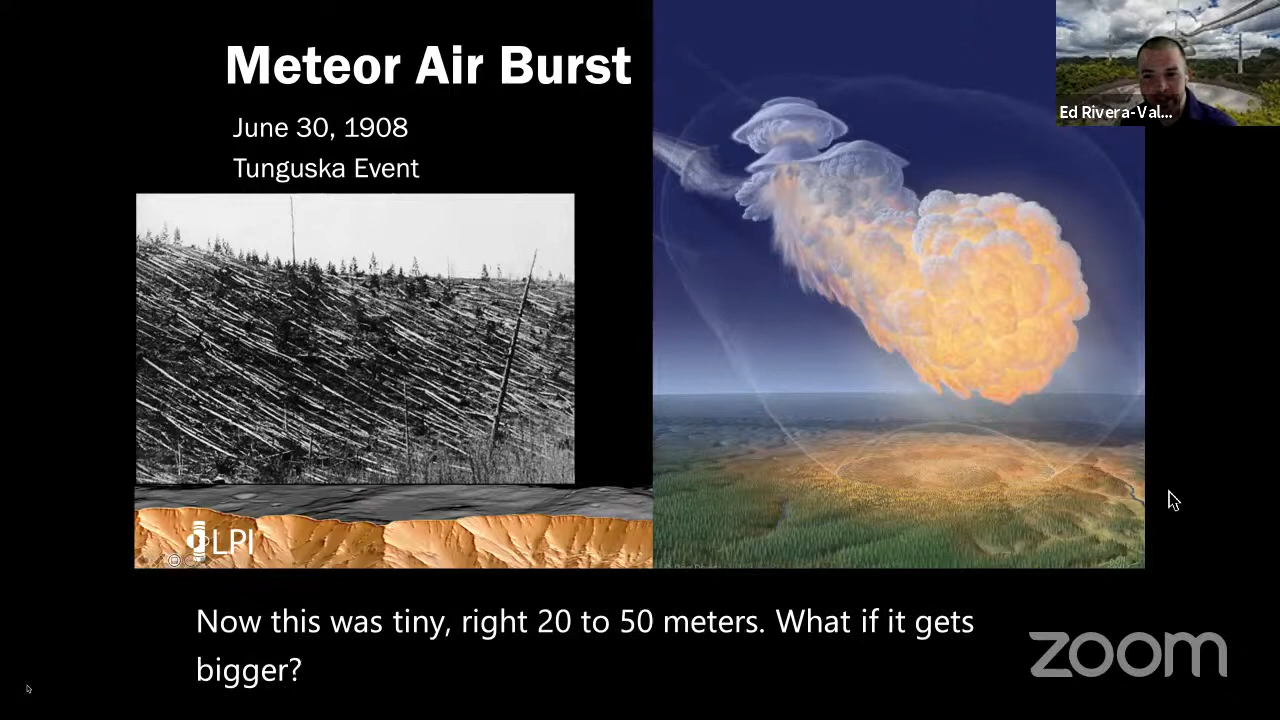 Meteor Air Burst
June 30, 1908
Tunguska Event
Ed Rivera-Val...
LPI
Now this was tiny, right 20 to 50 meters. What if it gets
bigger?
zoom